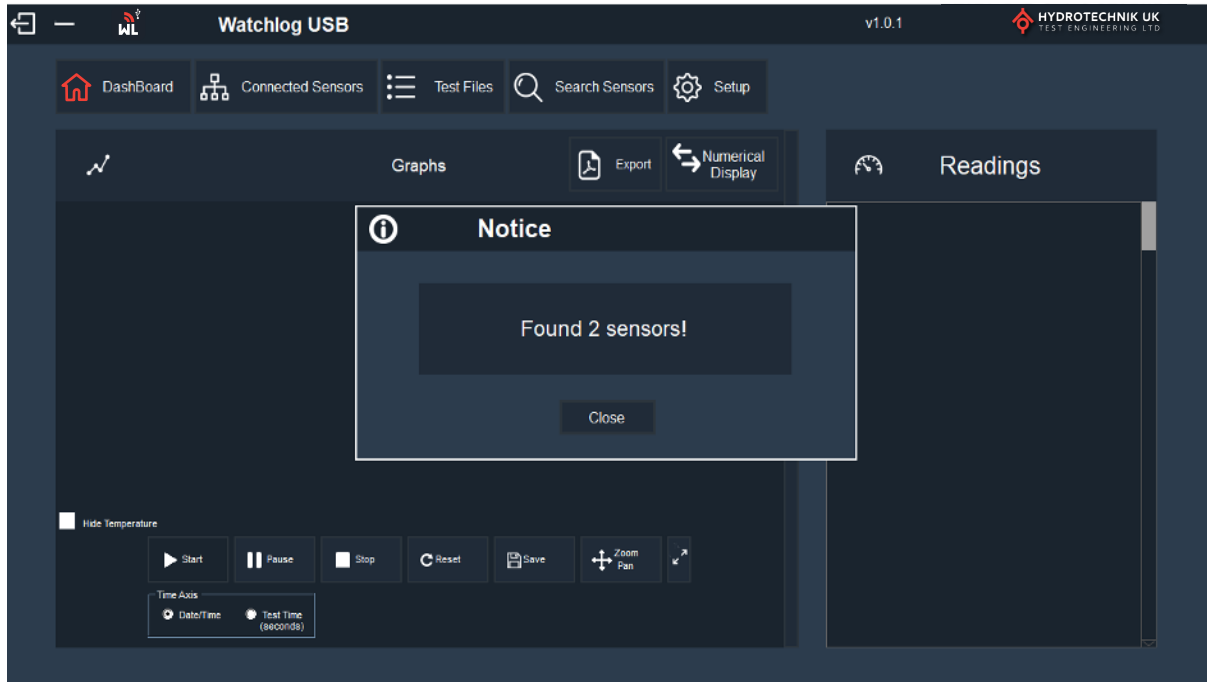 WL
Watchlog USB
v1.0.1
HYDROTECHNIK UK
TEST ENGINEERING LTD
DashBoard
Connected Sensors
Test Files
Search Sensors
Setup
Graphs
Export
Numerical
Display
Readings
Notice
Found 2 sensors!
Close
Hide Temperature
Start
Pause
Stop
Reset
Save
Zoom
Pan
Time Axis
Date/Time
Test Time
(seconds)